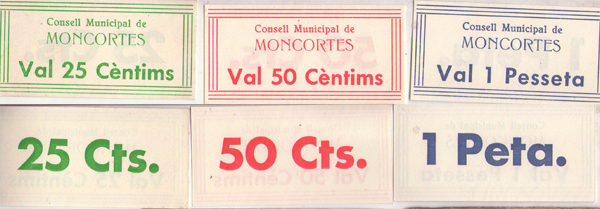 Consell Municipal de
MONCORTES
Val 25 Cèntims
Consell Municipal de
MONCORTES
Val 50 Cèntims
Consell Municipal de
MONCORTES
Val 1 Pesseta
25 Cts.
50 Cts.
1 Peta.